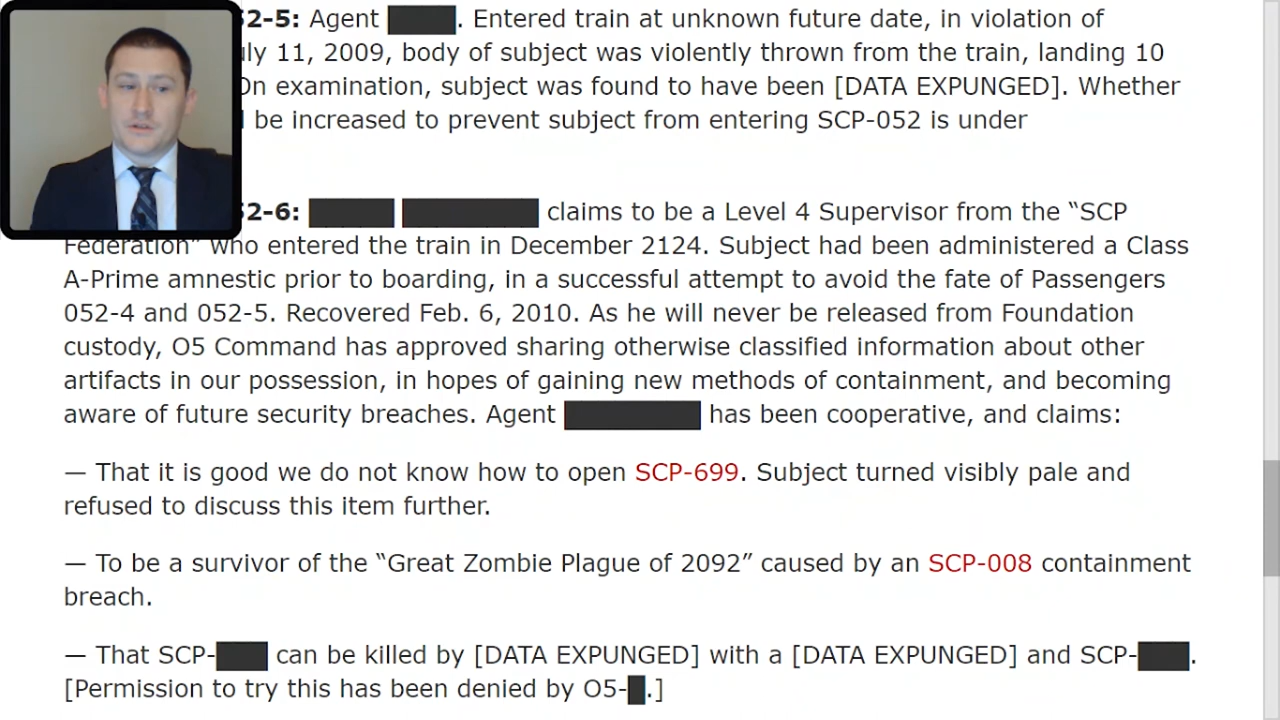 52-5: Agent ████. Entered train at unknown future date, in violation of
uly 11, 2009, body of subject was violently thrown from the train, landing 10
On examination, subject was found to have been [DATA EXPUNGED]. Whether
be increased to prevent subject from entering SCP-052 is under
52-6: █████ ████████ claims to be a Level 4 Supervisor from the “SCP
Federation” who entered the train in December 2124. Subject had been administered a Class
A-Prime amnestic prior to boarding, in a successful attempt to avoid the fate of Passengers
052-4 and 052-5. Recovered Feb. 6, 2010. As he will never be released from Foundation
custody, O5 Command has approved sharing otherwise classified information about other
artifacts in our possession, in hopes of gaining new methods of containment, and becoming
aware of future security breaches. Agent ████████ has been cooperative, and claims:
— That it is good we do not know how to open SCP-699. Subject turned visibly pale and
refused to discuss this item further.
— To be a survivor of the “Great Zombie Plague of 2092” caused by an SCP-008 containment
breach.
— That SCP-███ can be killed by [DATA EXPUNGED] with a [DATA EXPUNGED] and SCP-███.
[Permission to try this has been denied by O5-█.]